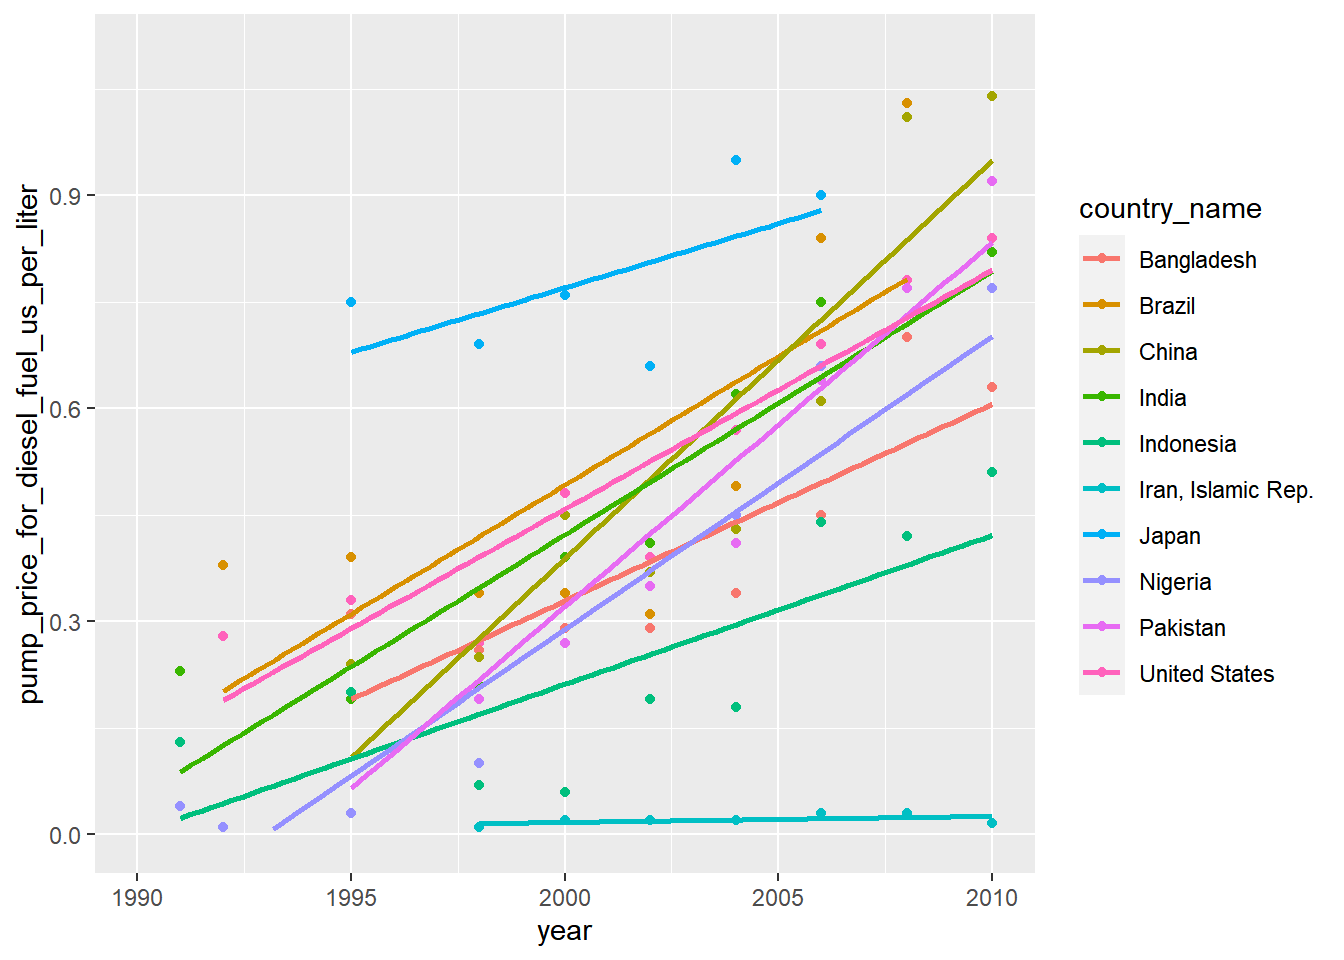 pump_price_for_diesel_fuel_us_per_liter
0.9
0.6
0.3
0.0
1990 1995 2000 2005 2010
year
country_name
Bangladesh
Brazil
China
India
Indonesia
Iran, Islamic Rep.
Japan
Nigeria
Pakistan
United States